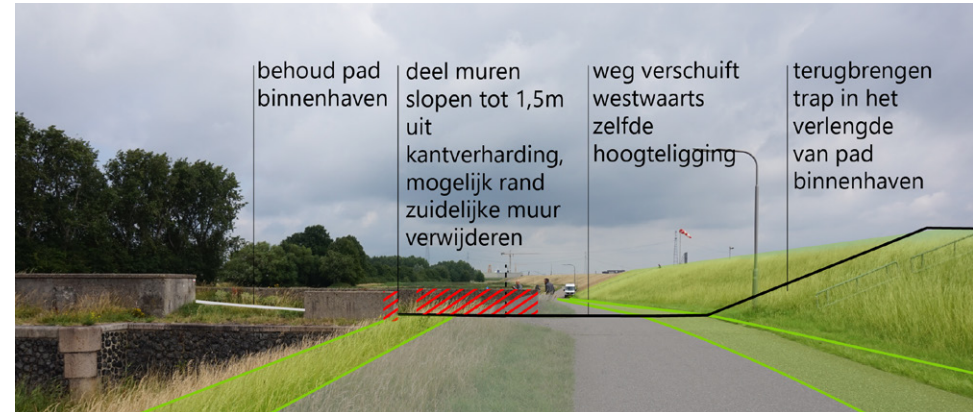 behoud pad
binnenhaven
deel muren
slopen tot 1,5m
uit
kantverharding,
mogelijk rand
zuidelijke muur
verwijderen
weg verschuift
westwaarts
zelfde
hoogteligging
terugbrengen
trap in het
verlengde
van pad
binnenhaven